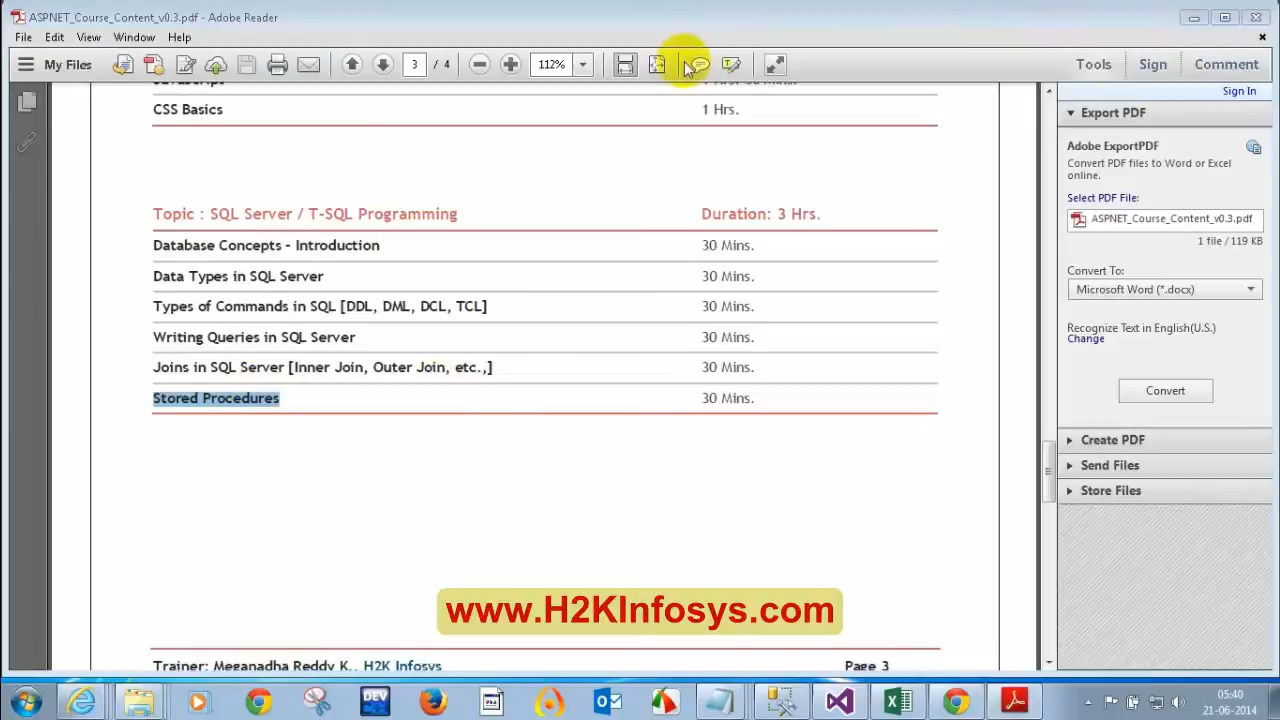 ASPNET_Course_Content_v0.3.pdf - Adobe Reader
File Edit View Window Help
My Files 3 / 4 112% Tools Sign Comment
Sign In
CSS Basics 1 Hrs.
Topic : SQL Server / T-SQL Programming Duration: 3 Hrs.
Database Concepts - Introduction 30 Mins.
Data Types in SQL Server 30 Mins.
Types of Commands in SQL [DDL, DML, DCL, TCL] 30 Mins.
Writing Queries in SQL Server 30 Mins.
Joins in SQL Server [Inner Join, Outer Join, etc.,] 30 Mins.
Stored Procedures 30 Mins.
www.H2KInfosys.com
Trainer: Meganadha Reddy K., H2K Infosys Page 3
Export PDF
Adobe ExportPDF
Convert PDF files to Word or Excel
online.
Select PDF File:
ASPNET_Course_Content_v0.3.pdf
1 file / 119 KB
Convert To:
Microsoft Word (*.docx)
Recognize Text in English(U.S.)
Change
Convert
Create PDF
Send Files
Store Files
DEV
05:40
21-06-2014